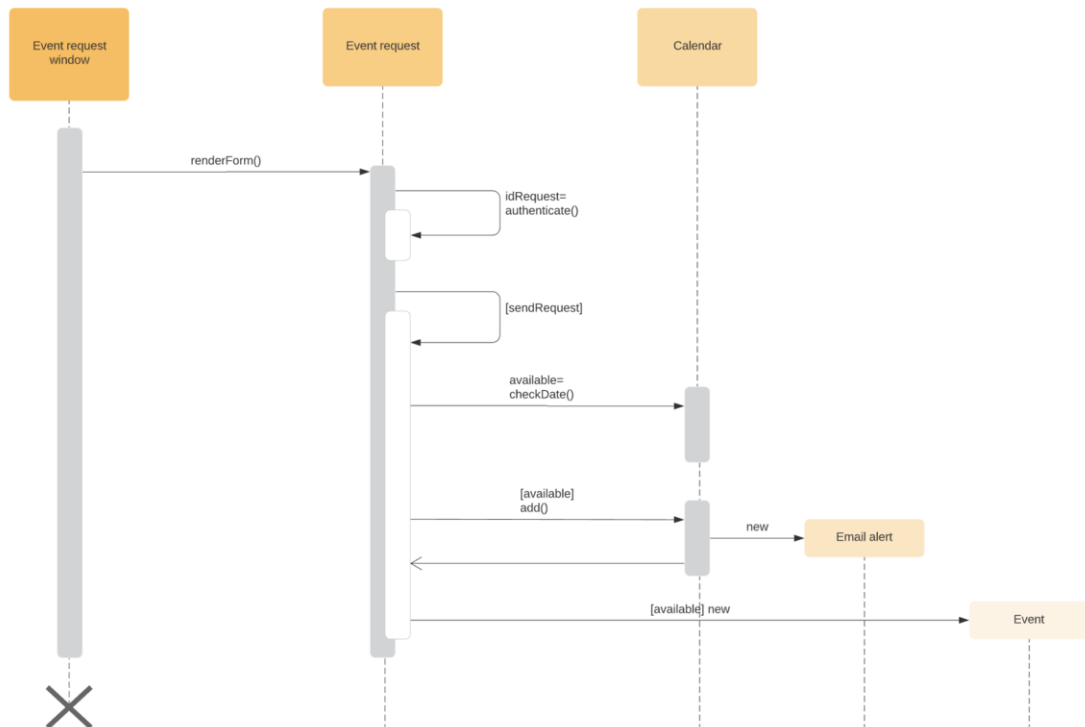 Event request
window
Event request
Calendar
renderForm()
idRequest=
authenticate()
[sendRequest]
available=
checkDate()
[available]
add()
new
Email alert
[available] new
Event